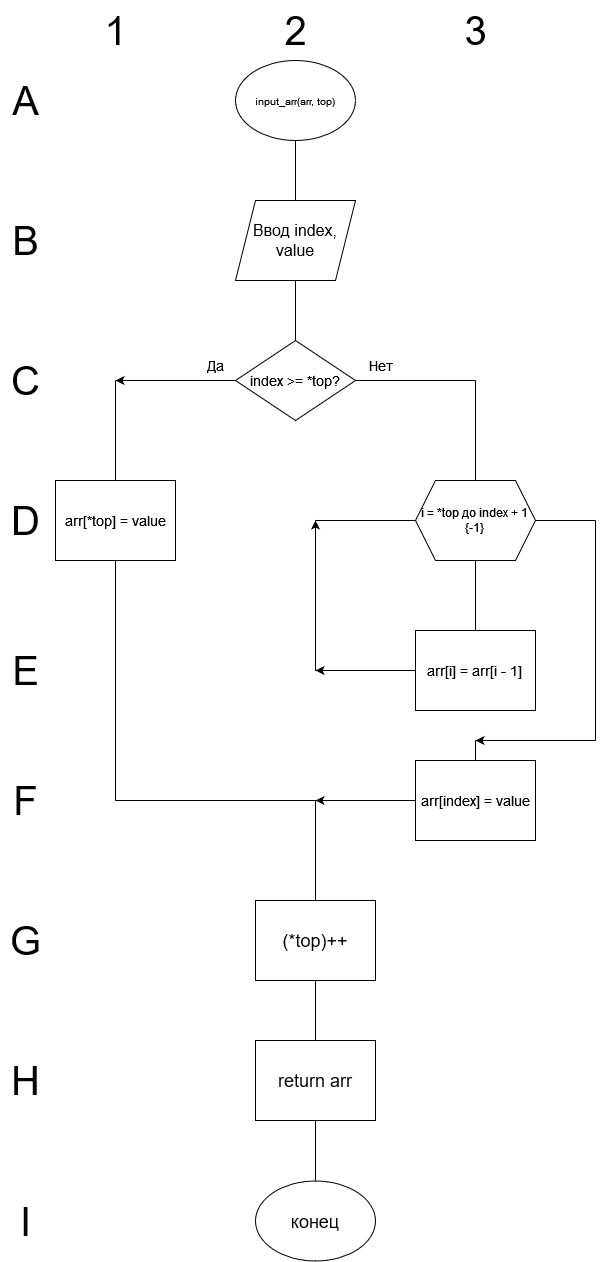 1 2 3
A
input_arr(arr, top)
B
Ввод index,
value
C
Да
index >= *top?
Нет
D
arr[*top] = value
i = *top до index + 1
{-1}
E
arr[i] = arr[i - 1]
F
arr[index] = value
G
(*top)++
H
return arr
I
конец